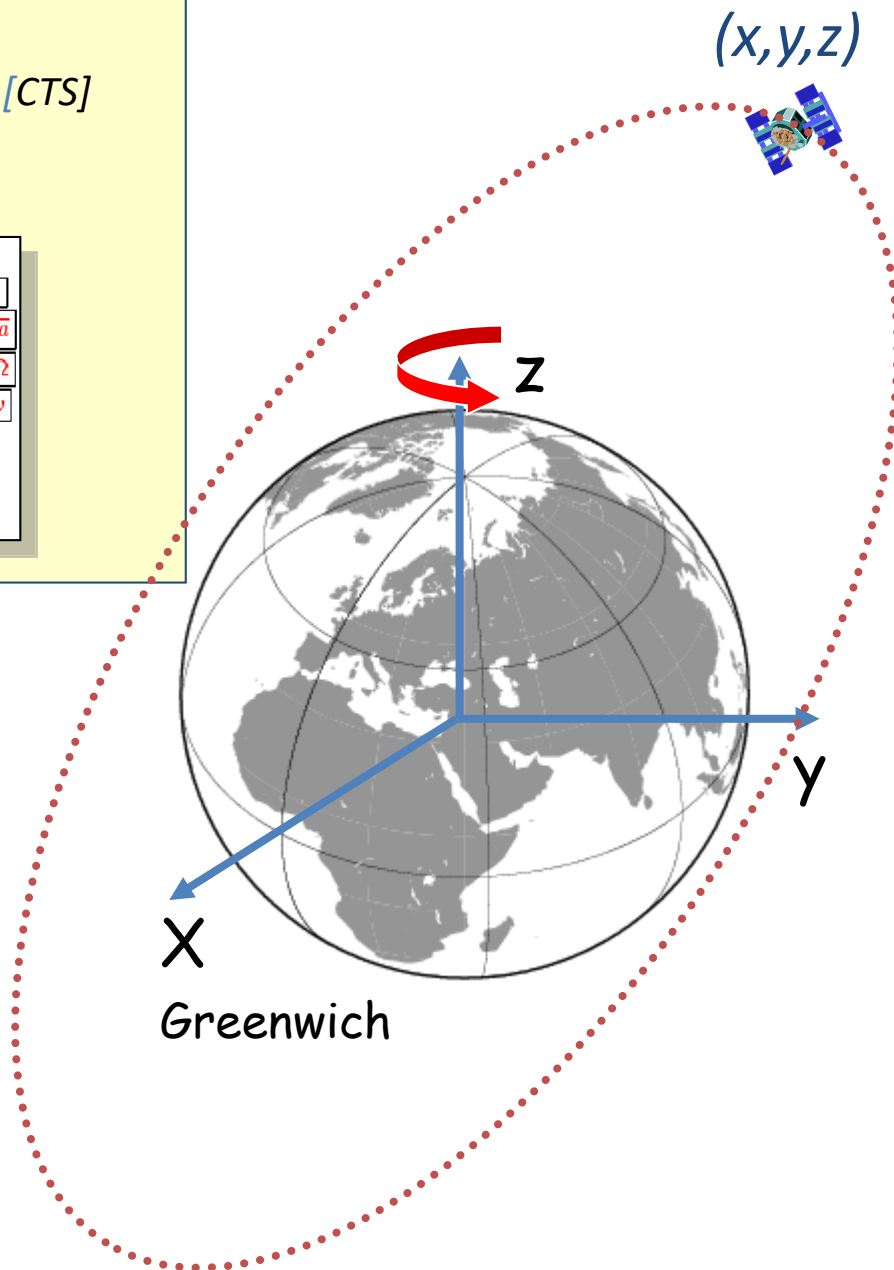 (x,y,z)
[CTS]
a
Ω
ν
z
y
X
Greenwich